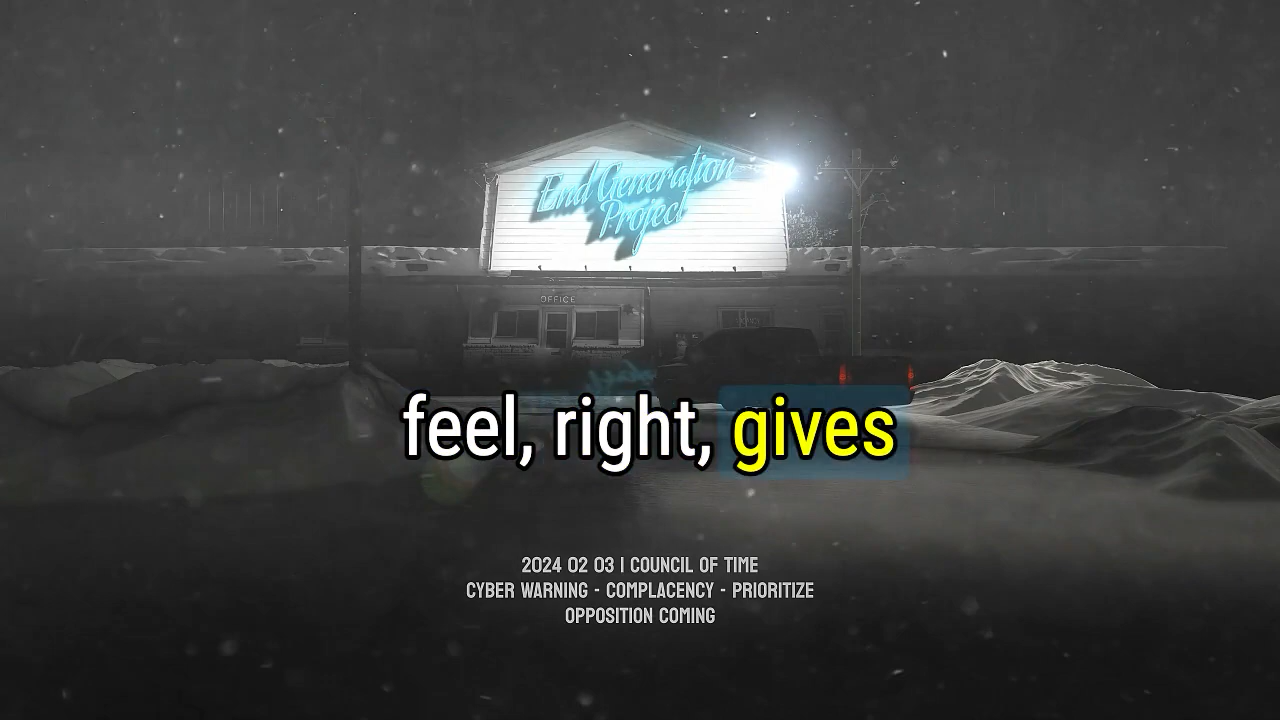 End Generation
Project
OFFICE
feel, right, gives
2024 02 03 | COUNCIL OF TIME
CYBER WARNING - COMPLACENCY - PRIORITIZE
OPPOSITION COMING